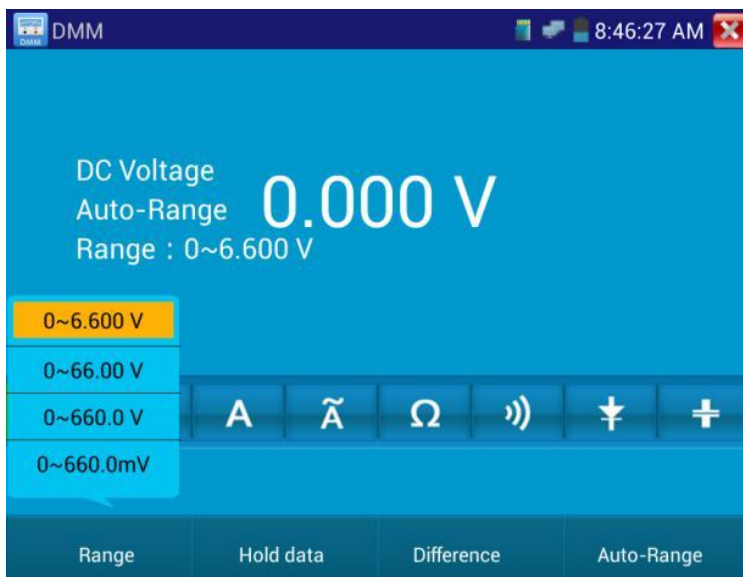 DMM
DMM
8:46:27 AM
DC Voltage
Auto-Range
0.000 V
Range : 0~6.600 V
0~6.600 V
0~66.00 V
0~660.0 V
0~660.0mV
A
Ã
Ω
Range
Hold data
Difference
Auto-Range